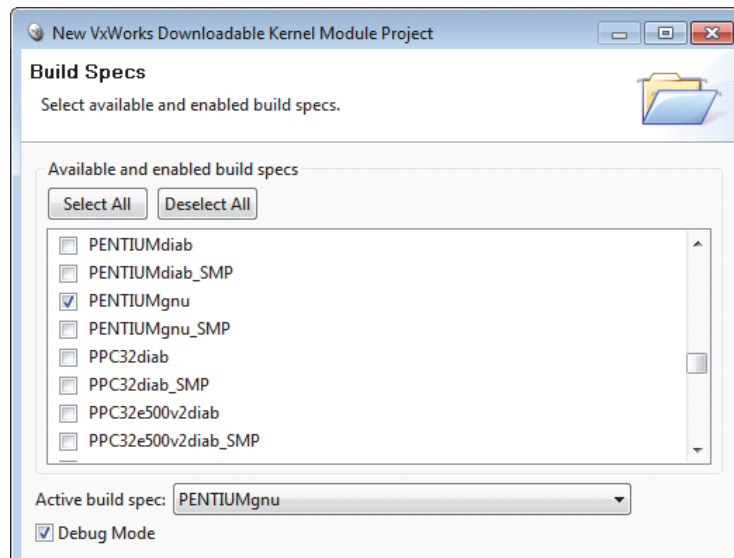 New VxWorks Downloadable Kernel Module Project
Build Specs
Select available and enabled build specs.
Available and enabled build specs
Select All Deselect All
PENTIUMdiab
PENTIUMdiab_SMP
PENTIUMgnu
PENTIUMgnu_SMP
PPC32diab
PPC32diab_SMP
PPC32e500v2diab
PPC32e500v2diab_SMP
Active build spec: PENTIUMgnu
Debug Mode